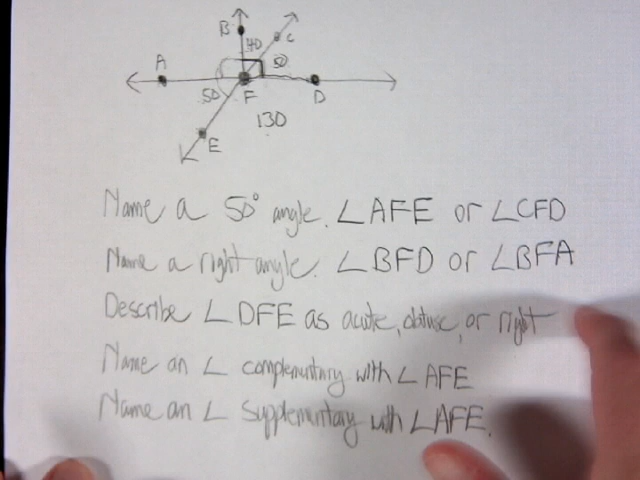 B
40
C
A
50
50
F
D
130
E
Name a 50° angle. ∠AFE or ∠CFD
Name a right angle. ∠BFD or ∠BFA
Describe ∠DFE as acute, obtuse, or right
Name an ∠ complementary with ∠AFE
Name an ∠ supplementary with ∠AFE.